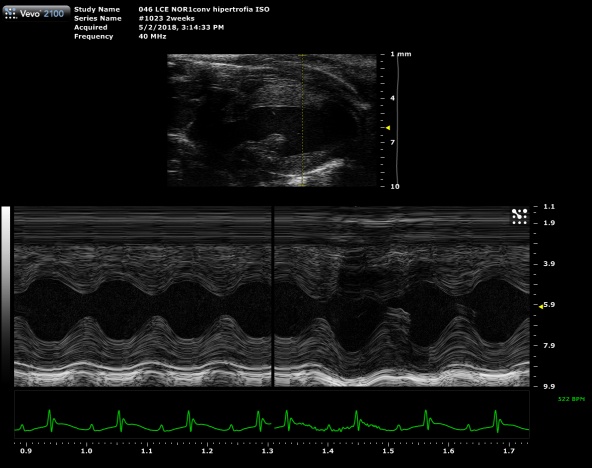 Vevo 2100
Study Name 046 LCE NOR1conv hipertrofia ISO
Series Name #1023 2weeks
Acquired 5/2/2018, 3:14:33 PM
Frequency 40 MHz
1 mm
4
7
10
1.1
1.9
3.9
5.9
7.9
9.9
522 BPM
0.9 1.0 1.1 1.2 1.3 1.4 1.5 1.6 1.7